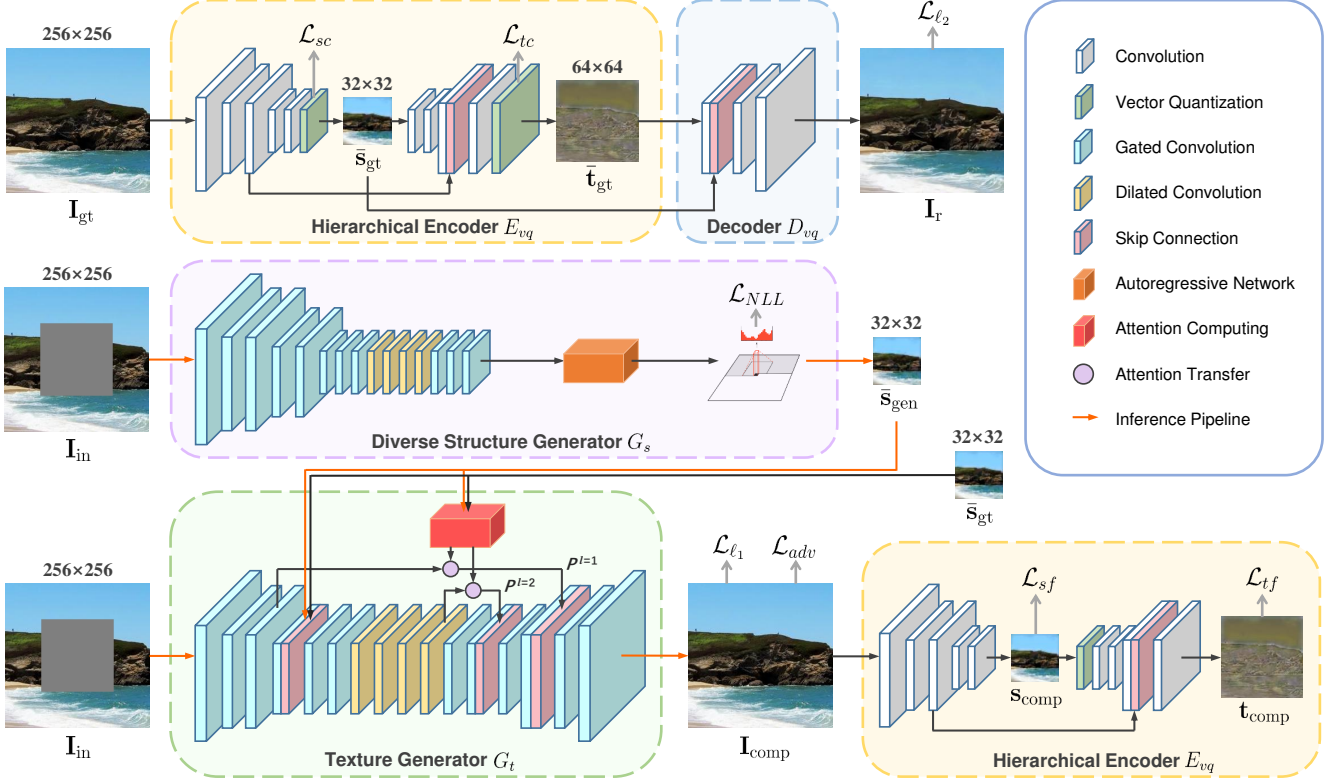 256×256
I_gt
L_sc
32×32
s̄_gt
L_tc
64×64
t̄_gt
Hierarchical Encoder E_vq
Decoder D_vq
L_ℓ2
I_r
256×256
I_in
L_NLL
Diverse Structure Generator G_s
32×32
s̄_gen
32×32
s̄_gt
256×256
I_in
P^l=1
P^l=2
Texture Generator G_t
L_ℓ1
L_adv
I_comp
L_sf
s_comp
L_tf
t_comp
Hierarchical Encoder E_vq
Convolution
Vector Quantization
Gated Convolution
Dilated Convolution
Skip Connection
Autoregressive Network
Attention Computing
Attention Transfer
Inference Pipeline